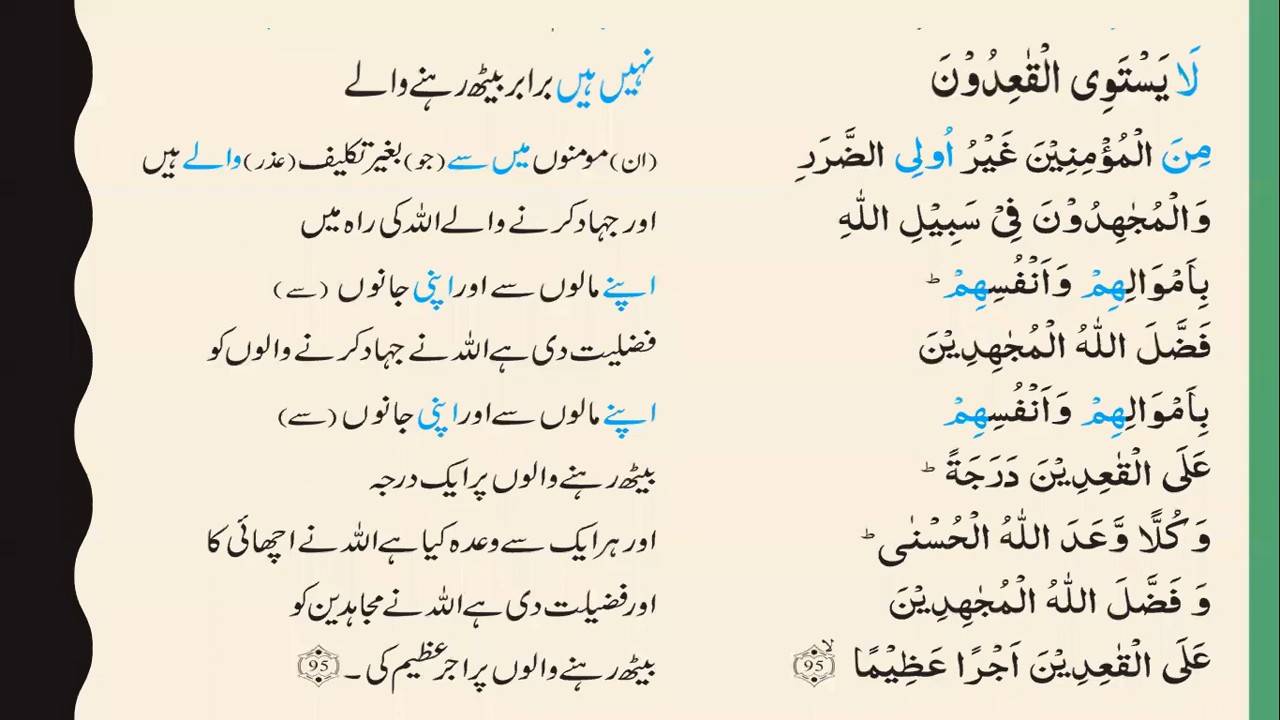 لَا یَسْتَوِی الْقٰعِدُوْنَ نہیں ہیں برابر بیٹھ رہنے والے
مِنَ الْمُؤْمِنِیْنَ غَیْرُ اُولِی الضَّرَرِ (ان) مومنوں میں سے (جو) بغیر تکلیف (عذر) والے ہیں
وَالْمُجٰهِدُوْنَ فِیْ سَبِیْلِ اللّٰهِ اور جہاد کرنے والے اللہ کی راہ میں
بِاَمْوَالِهِمْ وَاَنْفُسِهِمْ ؕ اپنے مالوں سے اور اپنی جانوں (سے)
فَضَّلَ اللّٰهُ الْمُجٰهِدِیْنَ فضلیت دی ہے اللہ نے جہاد کرنے والوں کو
بِاَمْوَالِهِمْ وَاَنْفُسِهِمْ اپنے مالوں سے اور اپنی جانوں (سے)
عَلَی الْقٰعِدِیْنَ دَرَجَةً ؕ بیٹھ رہنے والوں پر ایک درجہ
وَ كُلًّا وَّعَدَ اللّٰهُ الْحُسْنٰی ؕ اور ہر ایک سے وعدہ کیا ہے اللہ نے اچھائی کا
وَ فَضَّلَ اللّٰهُ الْمُجٰهِدِیْنَ اور فضیلت دی ہے اللہ نے مجاہدین کو
عَلَی الْقٰعِدِیْنَ اَجْرًا عَظِیْمًا ۙ 95 بیٹھ رہنے والوں پر اجر عظیم کی ۔ 95